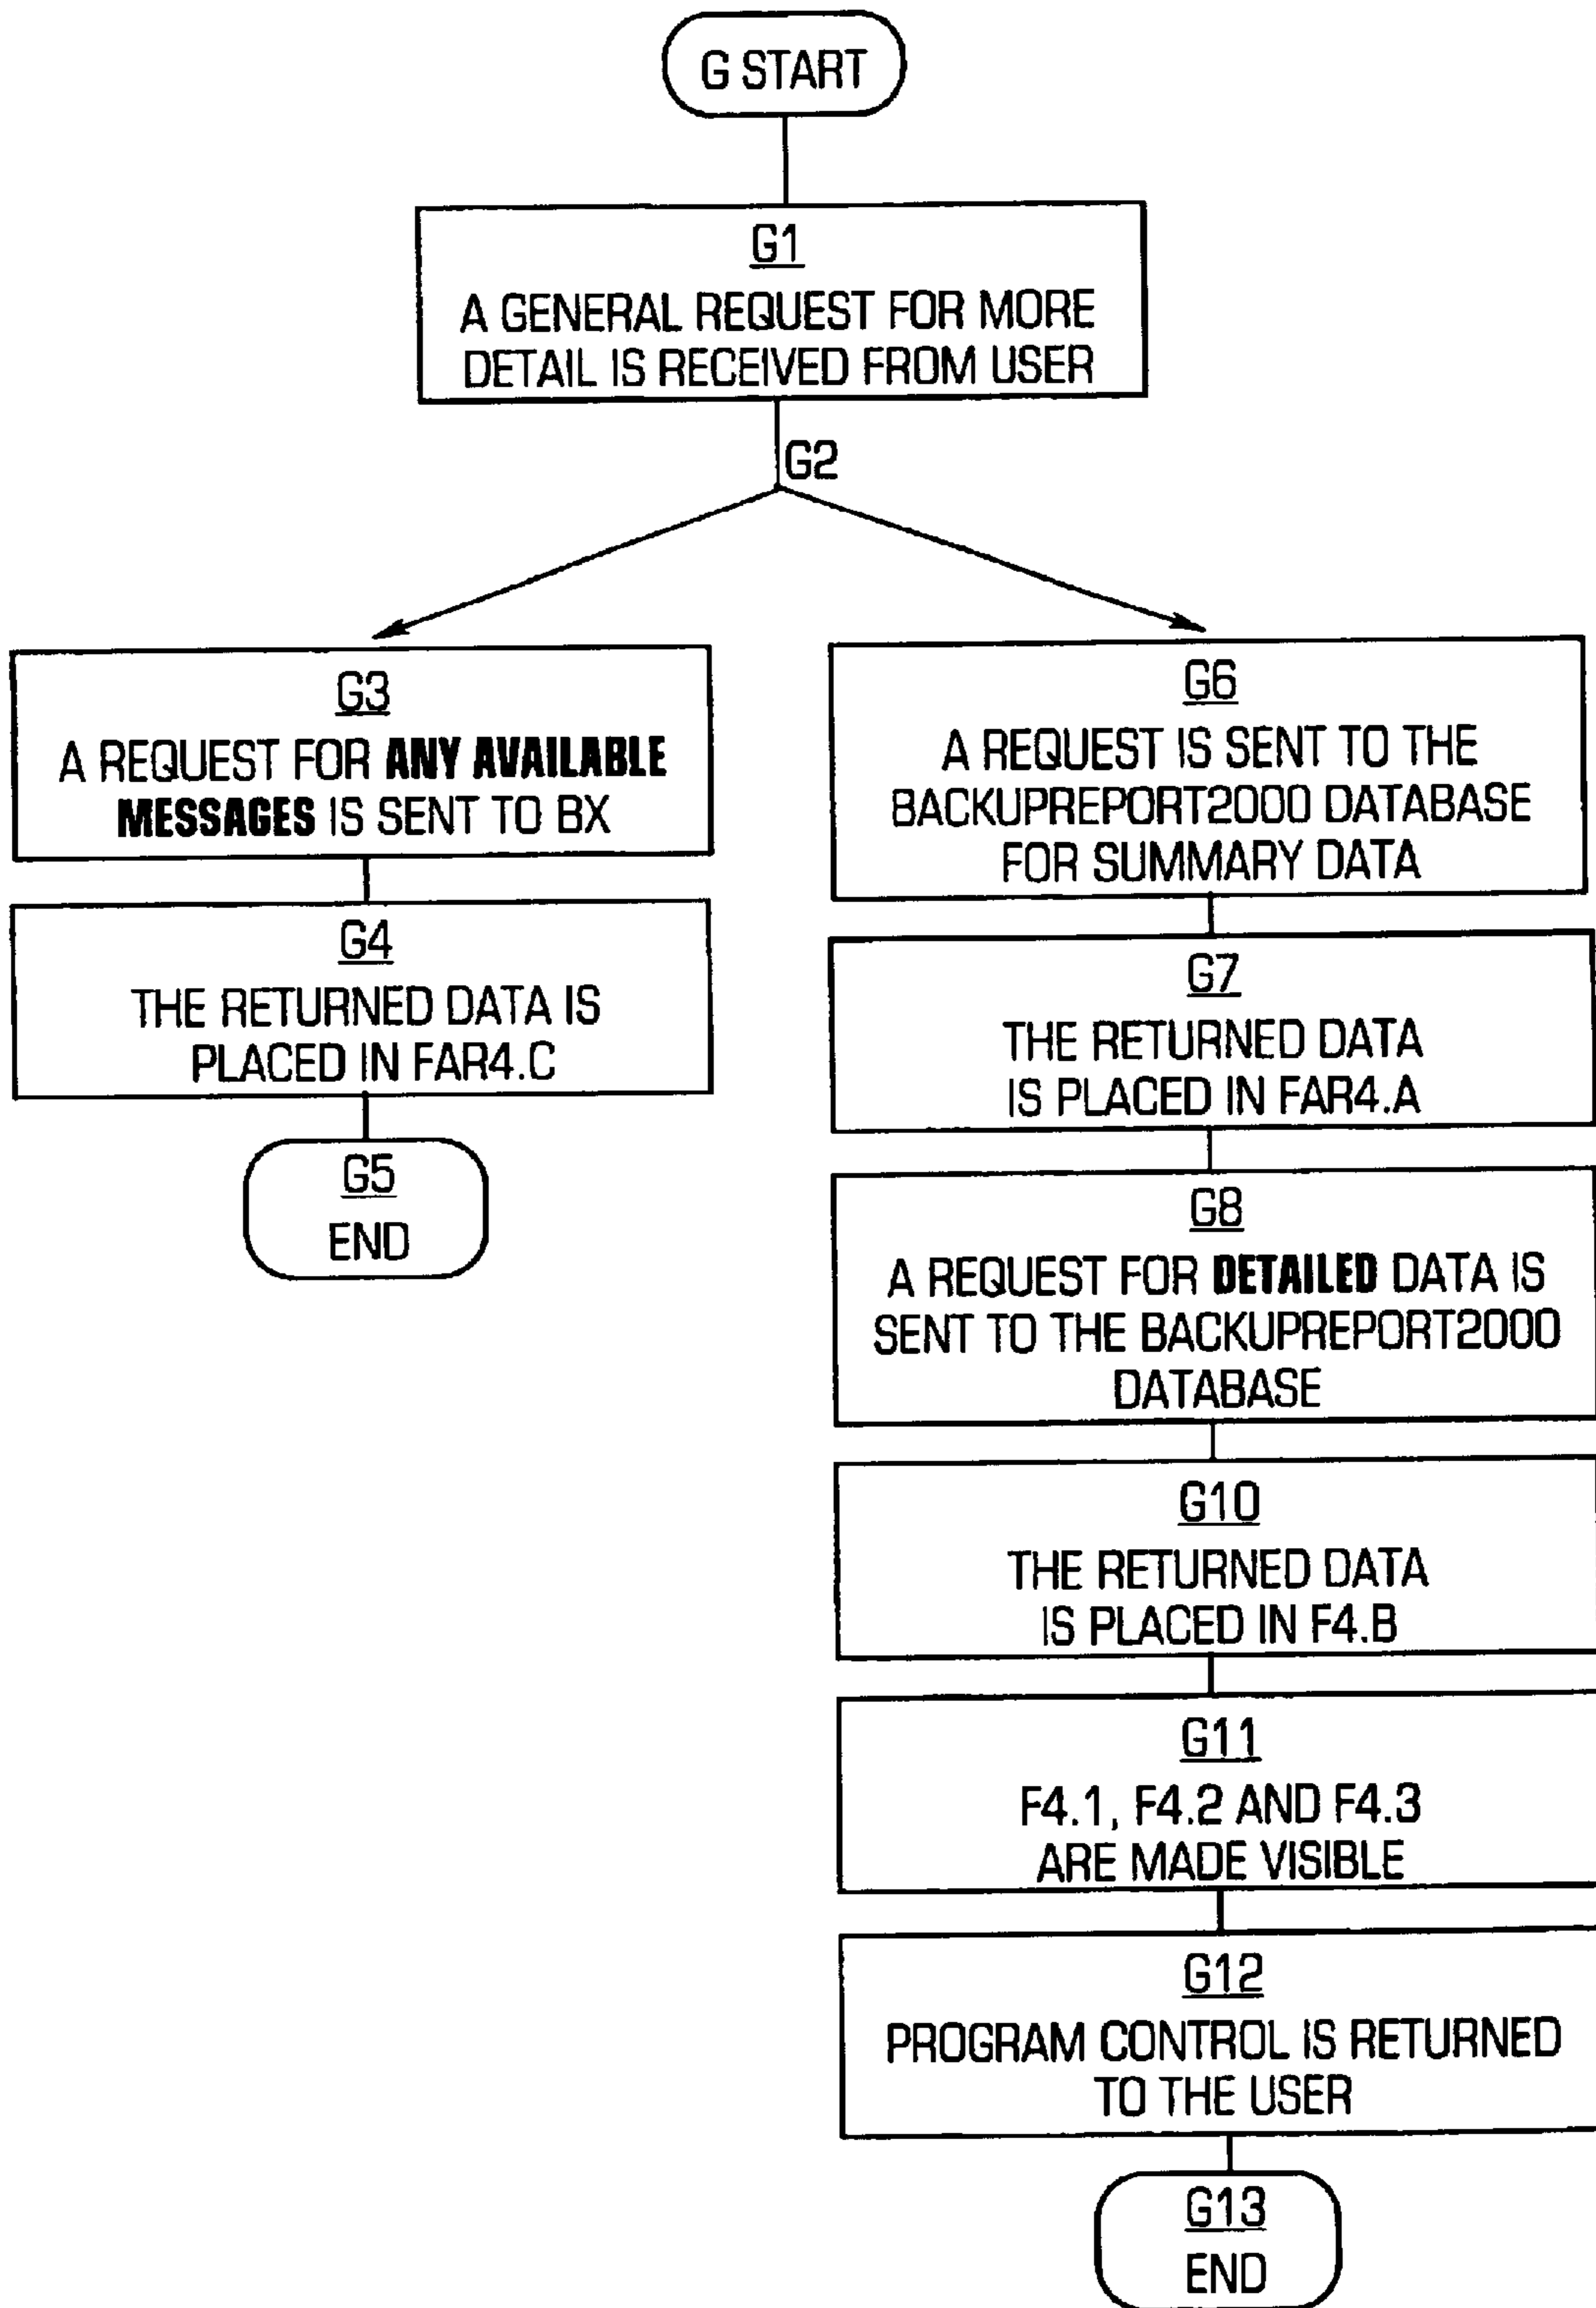 G START
G1
A GENERAL REQUEST FOR MORE
DETAIL IS RECEIVED FROM USER
G2
G3
A REQUEST FOR ANY AVAILABLE
MESSAGES IS SENT TO BX
G4
THE RETURNED DATA IS
PLACED IN FAR4.C
G5
END
G6
A REQUEST IS SENT TO THE
BACKUPREPORT2000 DATABASE
FOR SUMMARY DATA
G7
THE RETURNED DATA
IS PLACED IN FAR4.A
G8
A REQUEST FOR DETAILED DATA IS
SENT TO THE BACKUPREPORT2000
DATABASE
G10
THE RETURNED DATA
IS PLACED IN F4.B
G11
F4.1, F4.2 AND F4.3
ARE MADE VISIBLE
G12
PROGRAM CONTROL IS RETURNED
TO THE USER
G13
END